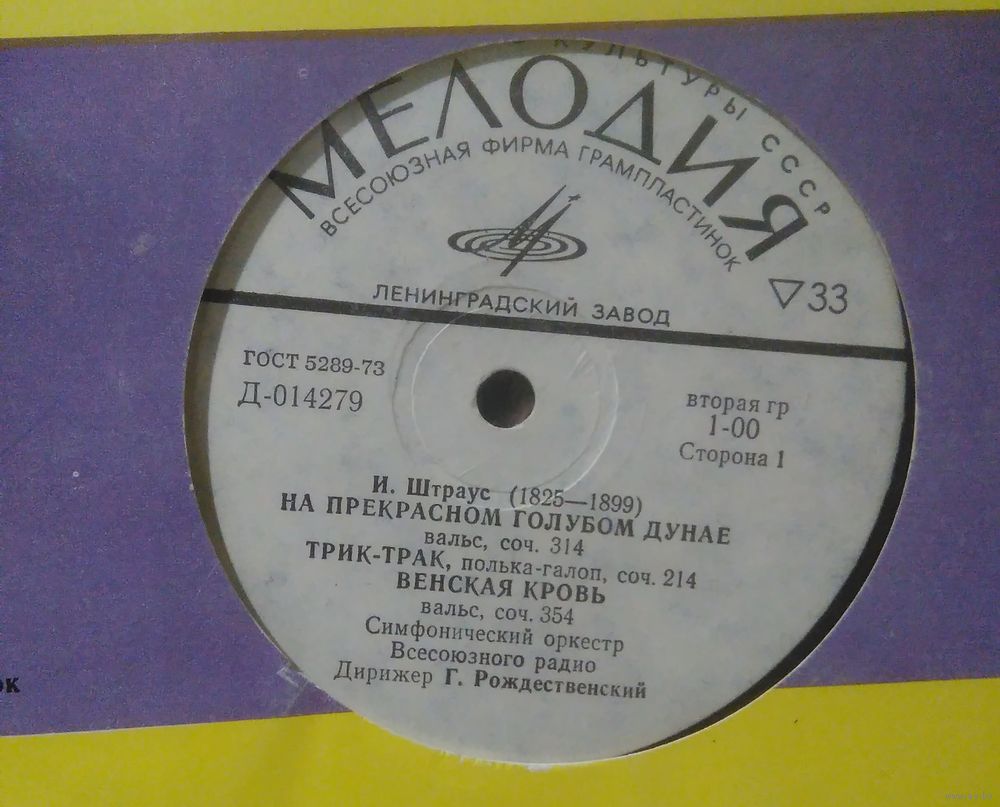 КУЛЬТУРЫ СССР
МЕЛОДИЯ
ВСЕСОЮЗНАЯ ФИРМА ГРАМПЛАСТИНОК
33
ЛЕНИНГРАДСКИЙ ЗАВОД
ГОСТ 5289-73
Д-014279
вторая гр
1-00
Сторона 1
И. Штраус (1825—1899)
НА ПРЕКРАСНОМ ГОЛУБОМ ДУНАЕ
вальс, соч. 314
ТРИК-ТРАК, полька-галоп, соч. 214
ВЕНСКАЯ КРОВЬ
вальс, соч. 354
Симфонический оркестр
Всесоюзного радио
Дирижер Г. Рождественский